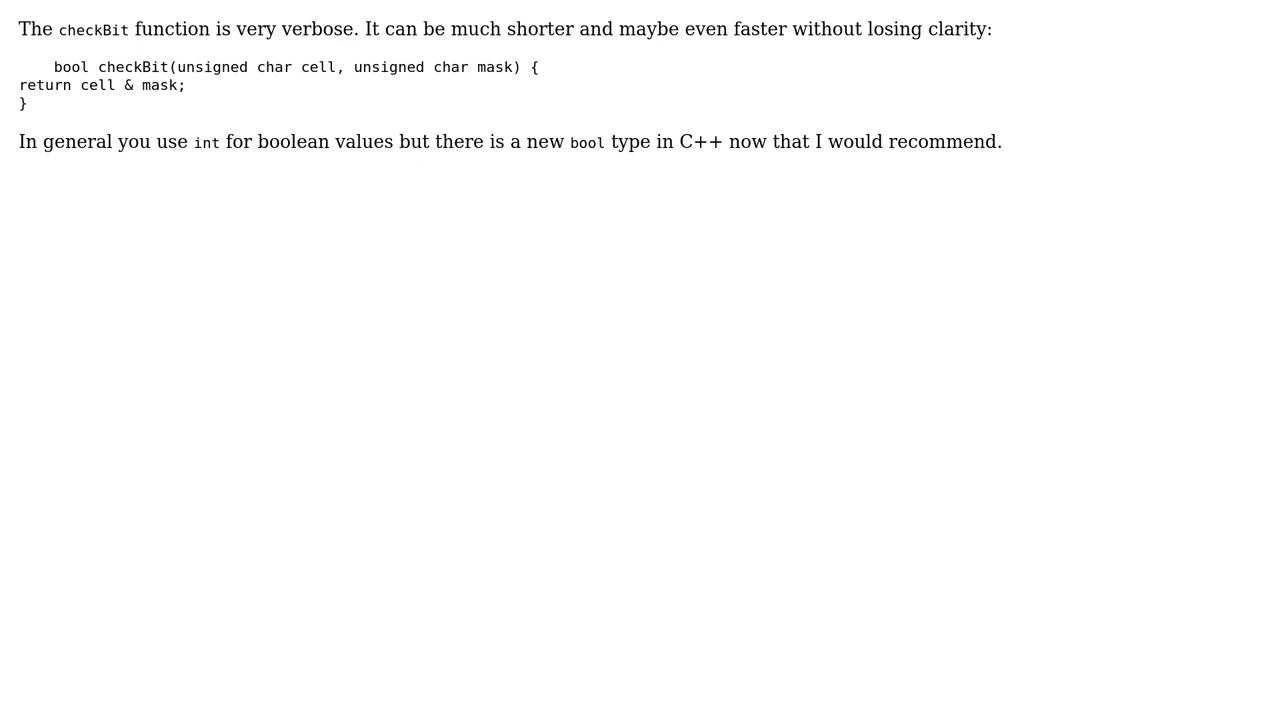 The checkBit function is very verbose. It can be much shorter and maybe even faster without losing clarity:
    bool checkBit(unsigned char cell, unsigned char mask) {
return cell & mask;
}
In general you use int for boolean values but there is a new bool type in C++ now that I would recommend.